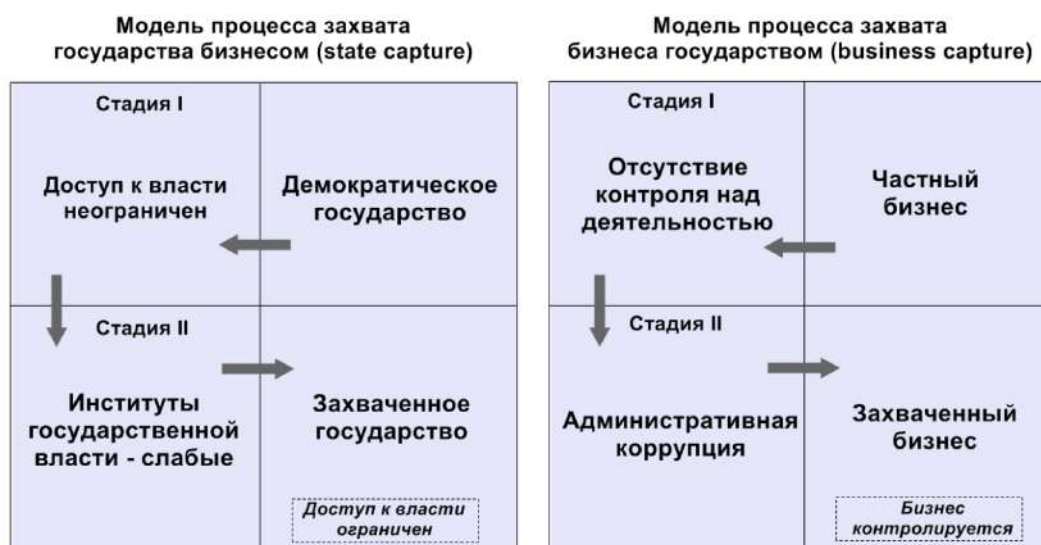 Модель процесса захвата
государства бизнесом (state capture)
Стадия I
Доступ к власти
неограничен
Демократическое
государство
Стадия II
Институты
государственной
власти - слабые
Захваченное
государство
Доступ к власти
ограничен
Модель процесса захвата
бизнеса государством (business capture)
Стадия I
Отсутствие
контроля над
деятельностью
Частный
бизнес
Стадия II
Административная
коррупция
Захваченный
бизнес
Бизнес
контролируется